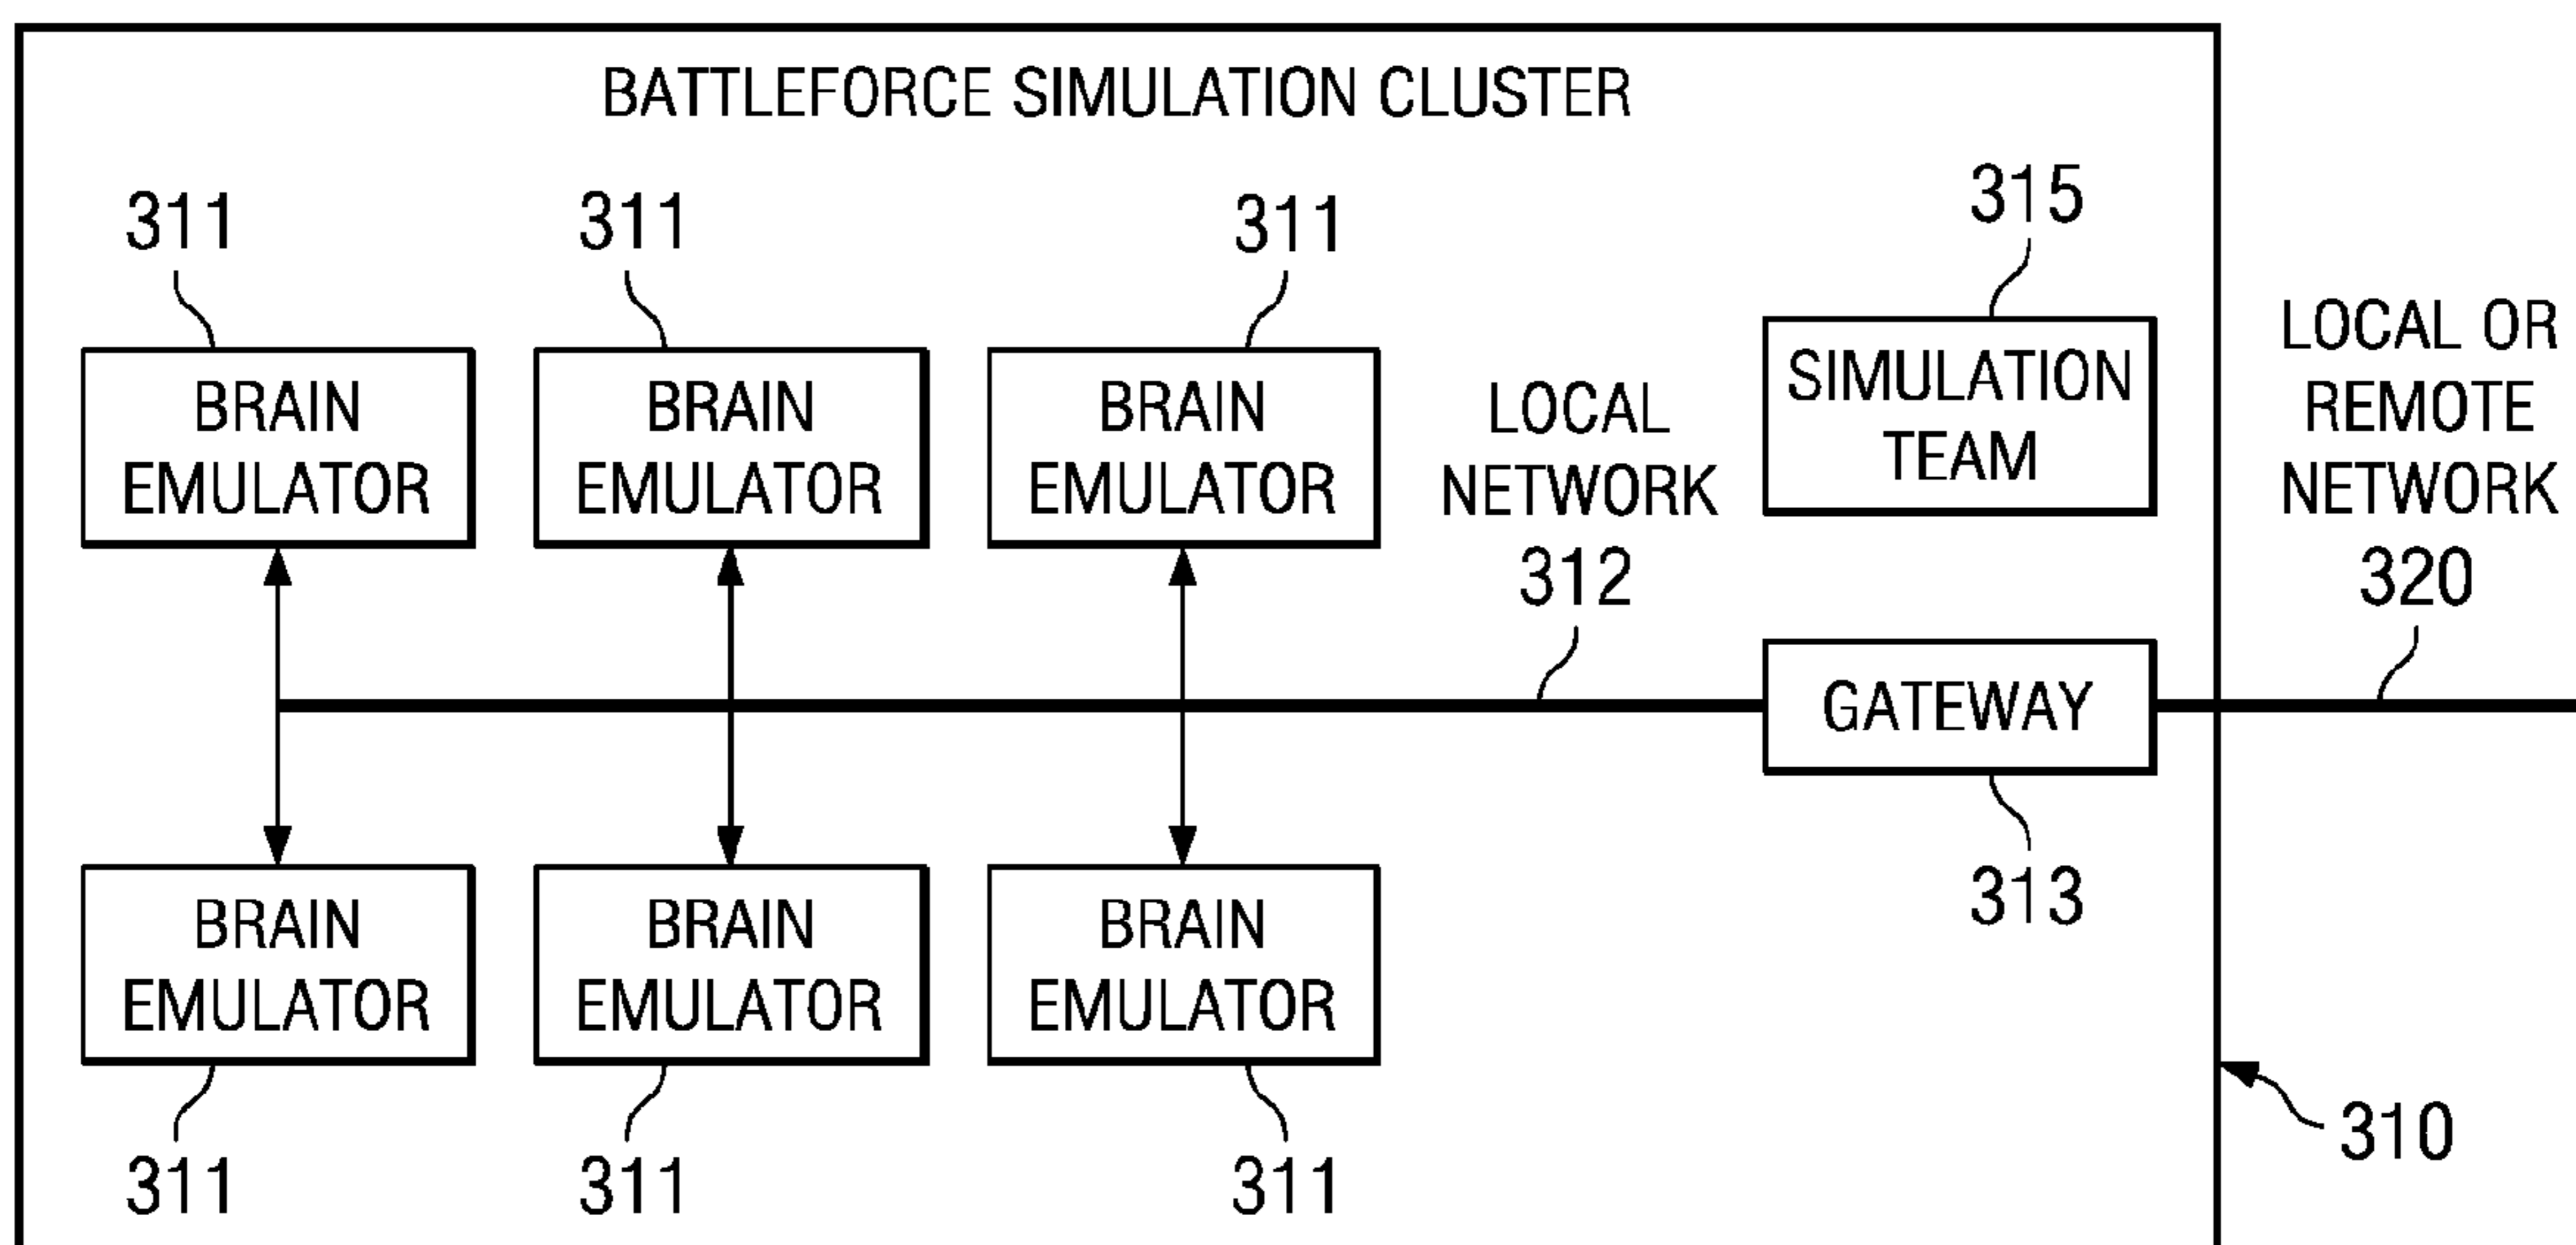 BATTLEFORCE SIMULATION CLUSTER
311
311
311
315
BRAIN
EMULATOR
BRAIN
EMULATOR
BRAIN
EMULATOR
LOCAL
NETWORK
312
SIMULATION
TEAM
LOCAL OR
REMOTE
NETWORK
320
GATEWAY
313
BRAIN
EMULATOR
BRAIN
EMULATOR
BRAIN
EMULATOR
311
311
311
310